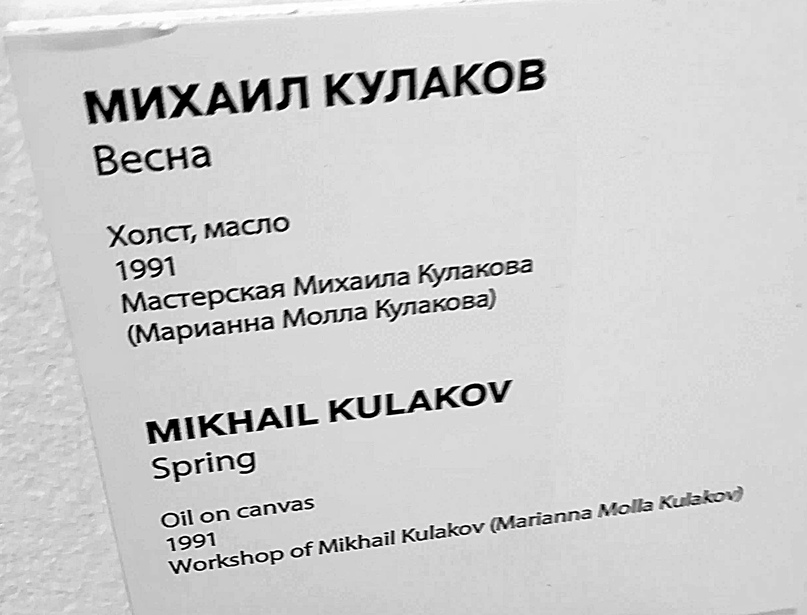 МИХАИЛ КУЛАКОВ
Весна
Холст, масло
1991
Мастерская Михаила Кулакова
(Марианна Молла Кулакова)
MIKHAIL KULAKOV
Spring
Oil on canvas
1991
Workshop of Mikhail Kulakov (Marianna Molla Kulakov)